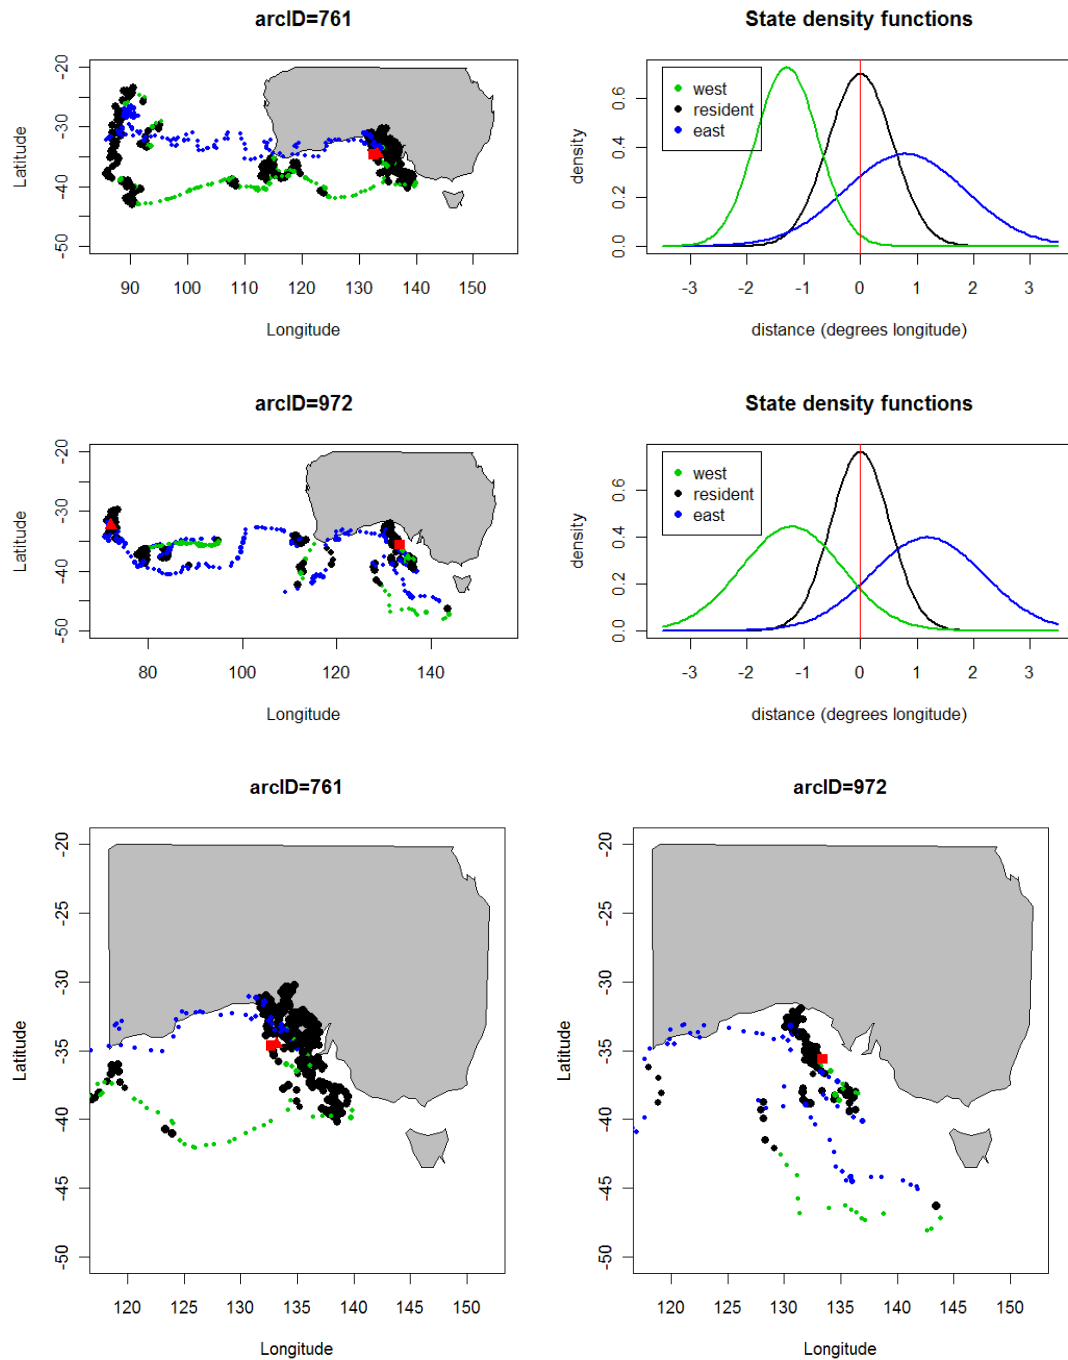 arcID=761
-20
-30
-40
-50
Latitude
90 100 110 120 130 140 150
Longitude
State density functions
west
resident
east
0.6
0.4
0.2
0.0
density
-3 -2 -1 0 1 2 3
distance (degrees longitude)
arcID=972
-20
-30
-40
-50
Latitude
80 100 120 140
Longitude
State density functions
west
resident
east
0.6
0.4
0.2
0.0
density
-3 -2 -1 0 1 2 3
distance (degrees longitude)
arcID=761
-20
-25
-30
-35
-40
-45
-50
Latitude
120 125 130 135 140 145 150
Longitude
arcID=972
-20
-25
-30
-35
-40
-45
-50
Latitude
120 125 130 135 140 145 150
Longitude